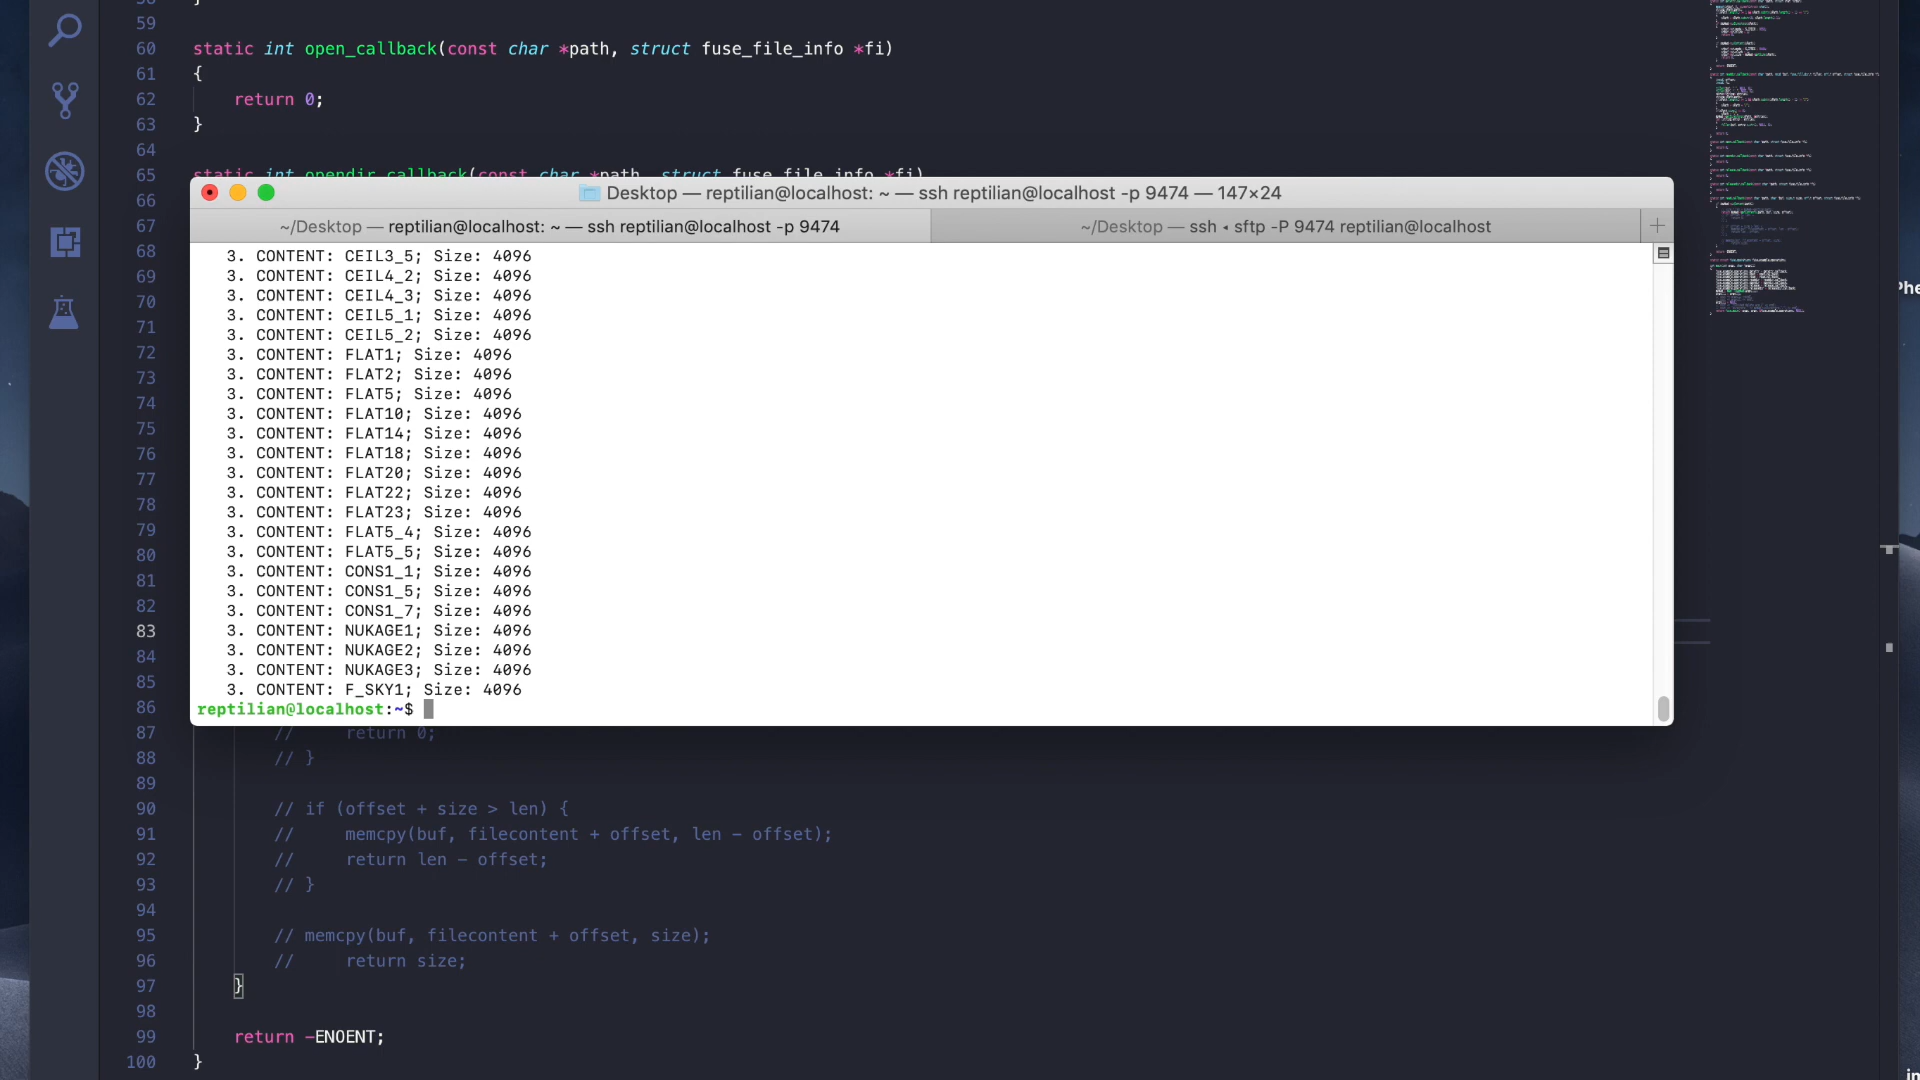 58 }
59
60 static int open_callback(const char *path, struct fuse_file_info *fi)
61 {
62 return 0;
63 }
64
65 static int opendir_callback(const char *path, struct fuse_file_info *fi)
Desktop — reptilian@localhost: ~ — ssh reptilian@localhost -p 9474 — 147×24
66
~/Desktop — reptilian@localhost: ~ — ssh reptilian@localhost -p 9474
~/Desktop — ssh ◂ sftp -P 9474 reptilian@localhost
67
68
69
70
71
72
73
74
75
76
77
78
79
80
81
82
83
84
85
86
3. CONTENT: CEIL3_5; Size: 4096
3. CONTENT: CEIL4_2; Size: 4096
3. CONTENT: CEIL4_3; Size: 4096
3. CONTENT: CEIL5_1; Size: 4096
3. CONTENT: CEIL5_2; Size: 4096
3. CONTENT: FLAT1; Size: 4096
3. CONTENT: FLAT2; Size: 4096
3. CONTENT: FLAT5; Size: 4096
3. CONTENT: FLAT10; Size: 4096
3. CONTENT: FLAT14; Size: 4096
3. CONTENT: FLAT18; Size: 4096
3. CONTENT: FLAT20; Size: 4096
3. CONTENT: FLAT22; Size: 4096
3. CONTENT: FLAT23; Size: 4096
3. CONTENT: FLAT5_4; Size: 4096
3. CONTENT: FLAT5_5; Size: 4096
3. CONTENT: CONS1_1; Size: 4096
3. CONTENT: CONS1_5; Size: 4096
3. CONTENT: CONS1_7; Size: 4096
3. CONTENT: NUKAGE1; Size: 4096
3. CONTENT: NUKAGE2; Size: 4096
3. CONTENT: NUKAGE3; Size: 4096
3. CONTENT: F_SKY1; Size: 4096
reptilian@localhost:~$
87 // return 0;
88 // }
89
90 // if (offset + size > len) {
91 // memcpy(buf, filecontent + offset, len - offset);
92 // return len - offset;
93 // }
94
95 // memcpy(buf, filecontent + offset, size);
96 // return size;
97 }
98
99 return -ENOENT;
100 }